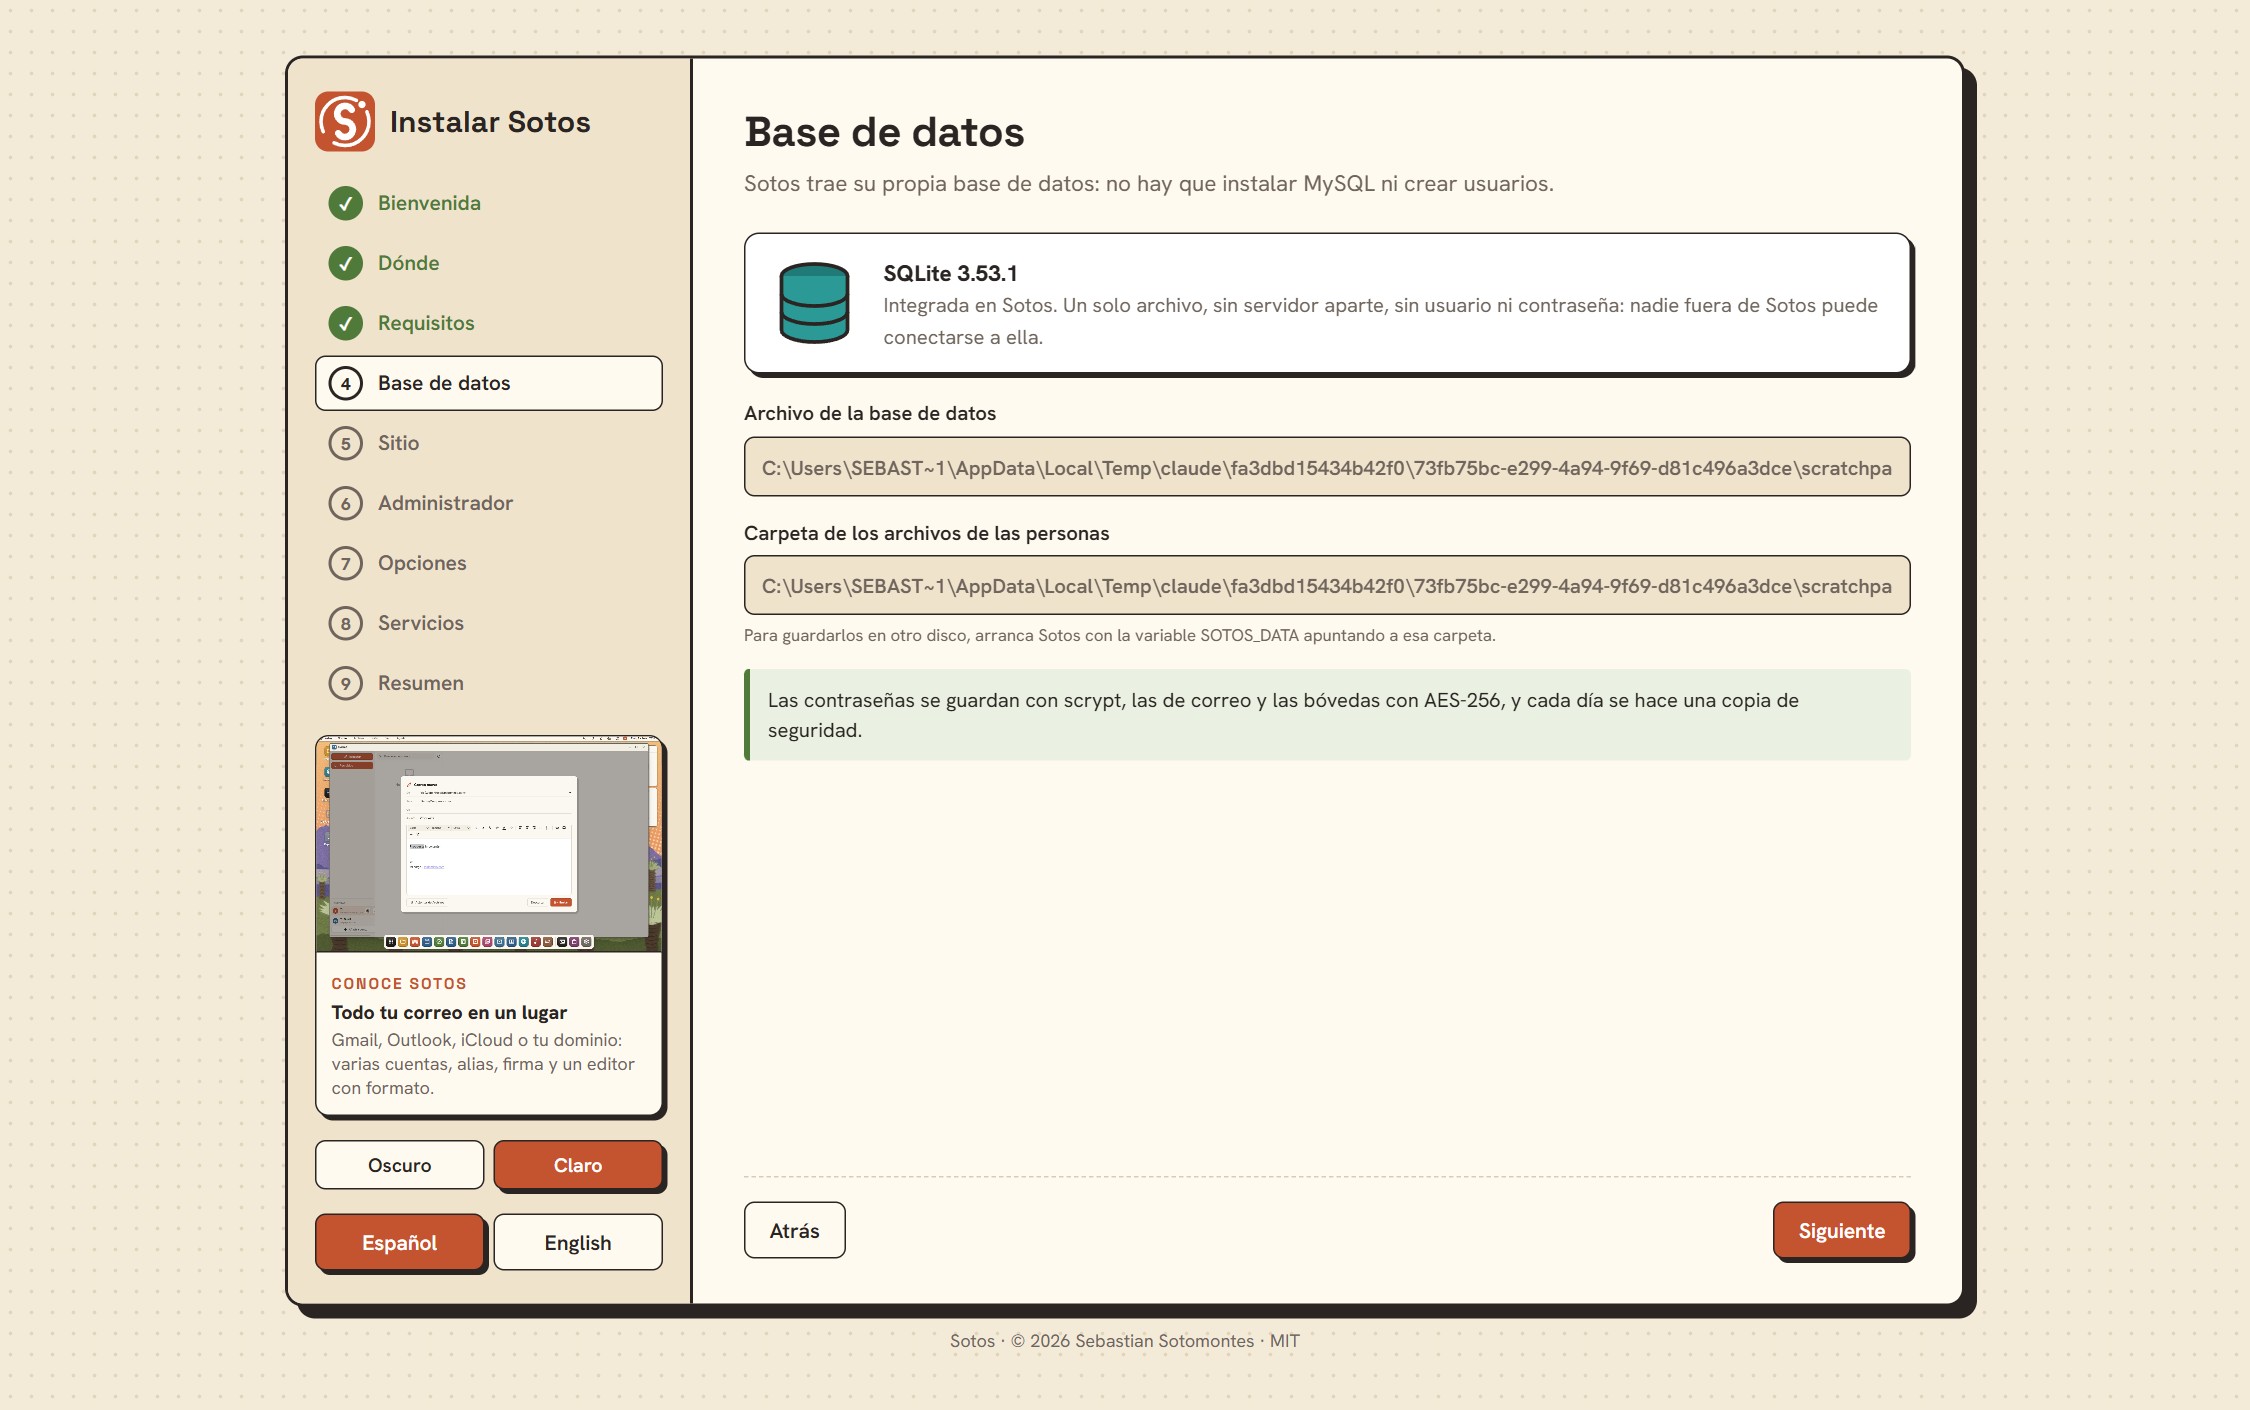 Instalar Sotos
Bienvenida
Dónde
Requisitos
4 Base de datos
5 Sitio
6 Administrador
7 Opciones
8 Servicios
9 Resumen
CONOCE SOTOS
Todo tu correo en un lugar
Gmail, Outlook, iCloud o tu dominio:
varias cuentas, alias, firma y un editor
con formato.
Oscuro
Claro
Español
English
Base de datos
Sotos trae su propia base de datos: no hay que instalar MySQL ni crear usuarios.
SQLite 3.53.1
Integrada en Sotos. Un solo archivo, sin servidor aparte, sin usuario ni contraseña: nadie fuera de Sotos puede
conectarse a ella.
Archivo de la base de datos
C:\Users\SEBAST~1\AppData\Local\Temp\claude\fa3dbd15434b42f0\73fb75bc-e299-4a94-9f69-d81c496a3dce\scratchpa
Carpeta de los archivos de las personas
C:\Users\SEBAST~1\AppData\Local\Temp\claude\fa3dbd15434b42f0\73fb75bc-e299-4a94-9f69-d81c496a3dce\scratchpa
Para guardarlos en otro disco, arranca Sotos con la variable SOTOS_DATA apuntando a esa carpeta.
Las contraseñas se guardan con scrypt, las de correo y las bóvedas con AES-256, y cada día se hace una copia de
seguridad.
Atrás
Siguiente
Sotos · © 2026 Sebastian Sotomontes · MIT